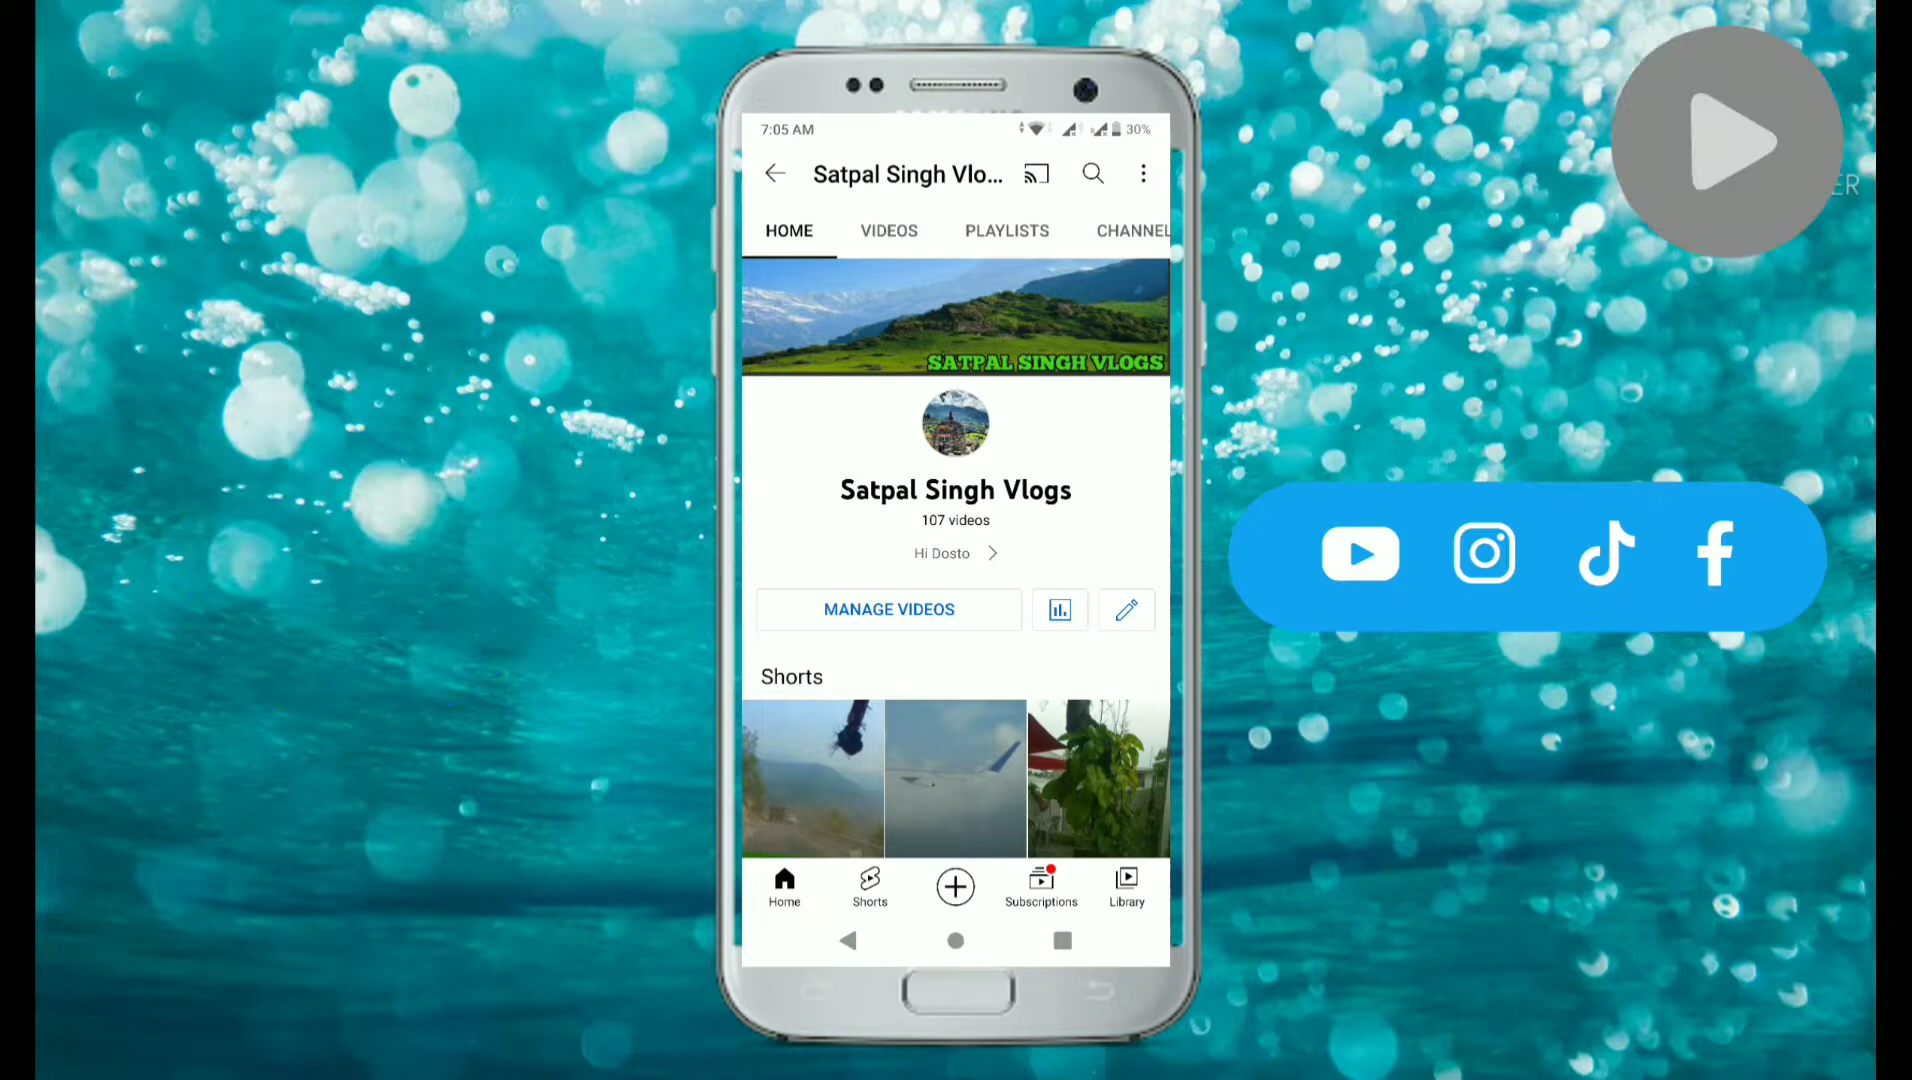 7:05 AM
30%
Satpal Singh Vlo...
HOME
VIDEOS
PLAYLISTS
CHANNEL
SATPAL SINGH VLOGS
Satpal Singh Vlogs
107 videos
Hi Dosto
MANAGE VIDEOS
Shorts
Home
Shorts
Subscriptions
Library